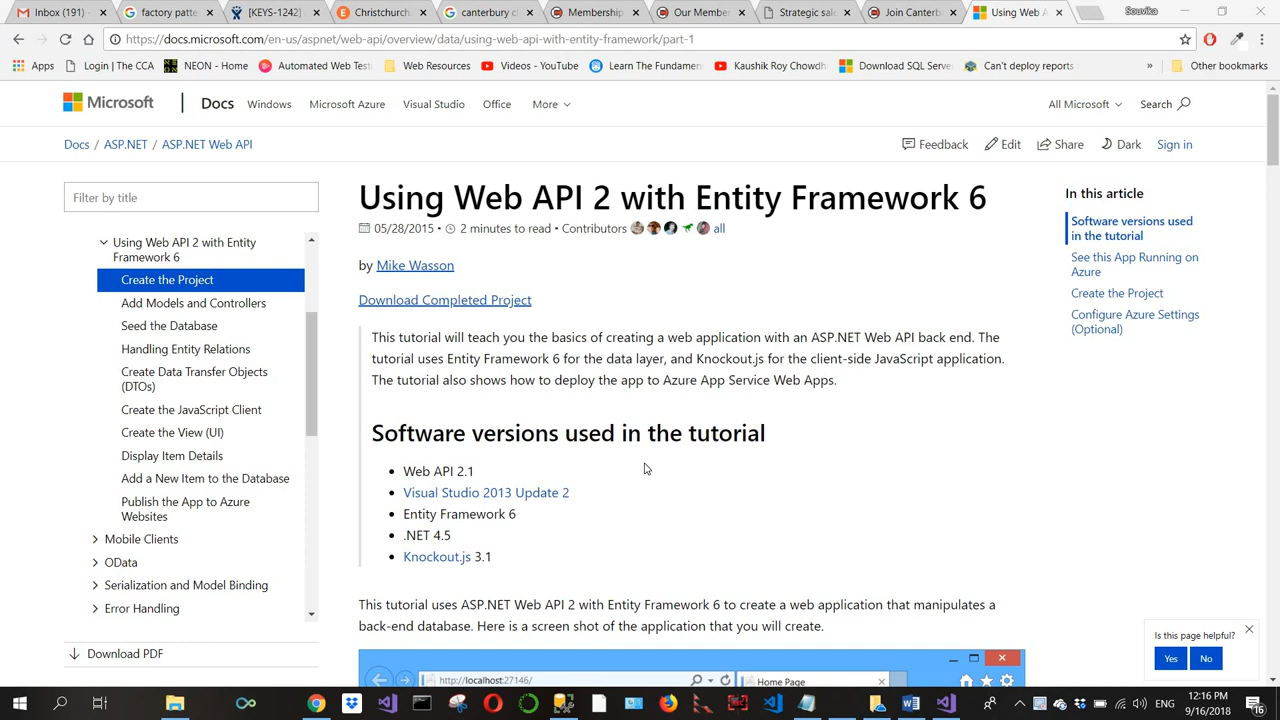 Inbox (191) -
factory patte
[KEYS-1242]
Christchurch
canterbury cl
Membership
Our Member
Strategic sale
Join Canterb
Using Web A
Souvika
https://docs.microsoft.com/en-us/aspnet/web-api/overview/data/using-web-api-with-entity-framework/part-1
Apps
Login | The CCA
NEON - Home
Automated Web Test
Web Resources
Videos - YouTube
Learn The Fundamen
Kaushik Roy Chowdh
Download SQL Serve
Can't deploy reports
»
Other bookmarks
Microsoft
Docs
Windows
Microsoft Azure
Visual Studio
Office
More
All Microsoft
Search
Docs / ASP.NET / ASP.NET Web API
Feedback
Edit
Share
Dark
Sign in
Filter by title
Using Web API 2 with Entity
Framework 6
Create the Project
Add Models and Controllers
Seed the Database
Handling Entity Relations
Create Data Transfer Objects
(DTOs)
Create the JavaScript Client
Create the View (UI)
Display Item Details
Add a New Item to the Database
Publish the App to Azure
Websites
Mobile Clients
OData
Serialization and Model Binding
Error Handling
Download PDF
Using Web API 2 with Entity Framework 6
05/28/2015 • 2 minutes to read • Contributors all
by Mike Wasson
Download Completed Project
This tutorial will teach you the basics of creating a web application with an ASP.NET Web API back end. The
tutorial uses Entity Framework 6 for the data layer, and Knockout.js for the client-side JavaScript application.
The tutorial also shows how to deploy the app to Azure App Service Web Apps.
Software versions used in the tutorial
• Web API 2.1
• Visual Studio 2013 Update 2
• Entity Framework 6
• .NET 4.5
• Knockout.js 3.1
This tutorial uses ASP.NET Web API 2 with Entity Framework 6 to create a web application that manipulates a
back-end database. Here is a screen shot of the application that you will create.
http://localhost:27146/
Home Page
In this article
Software versions used
in the tutorial
See this App Running on
Azure
Create the Project
Configure Azure Settings
(Optional)
Is this page helpful?
Yes
No
ENG
12:16 PM
9/16/2018
16